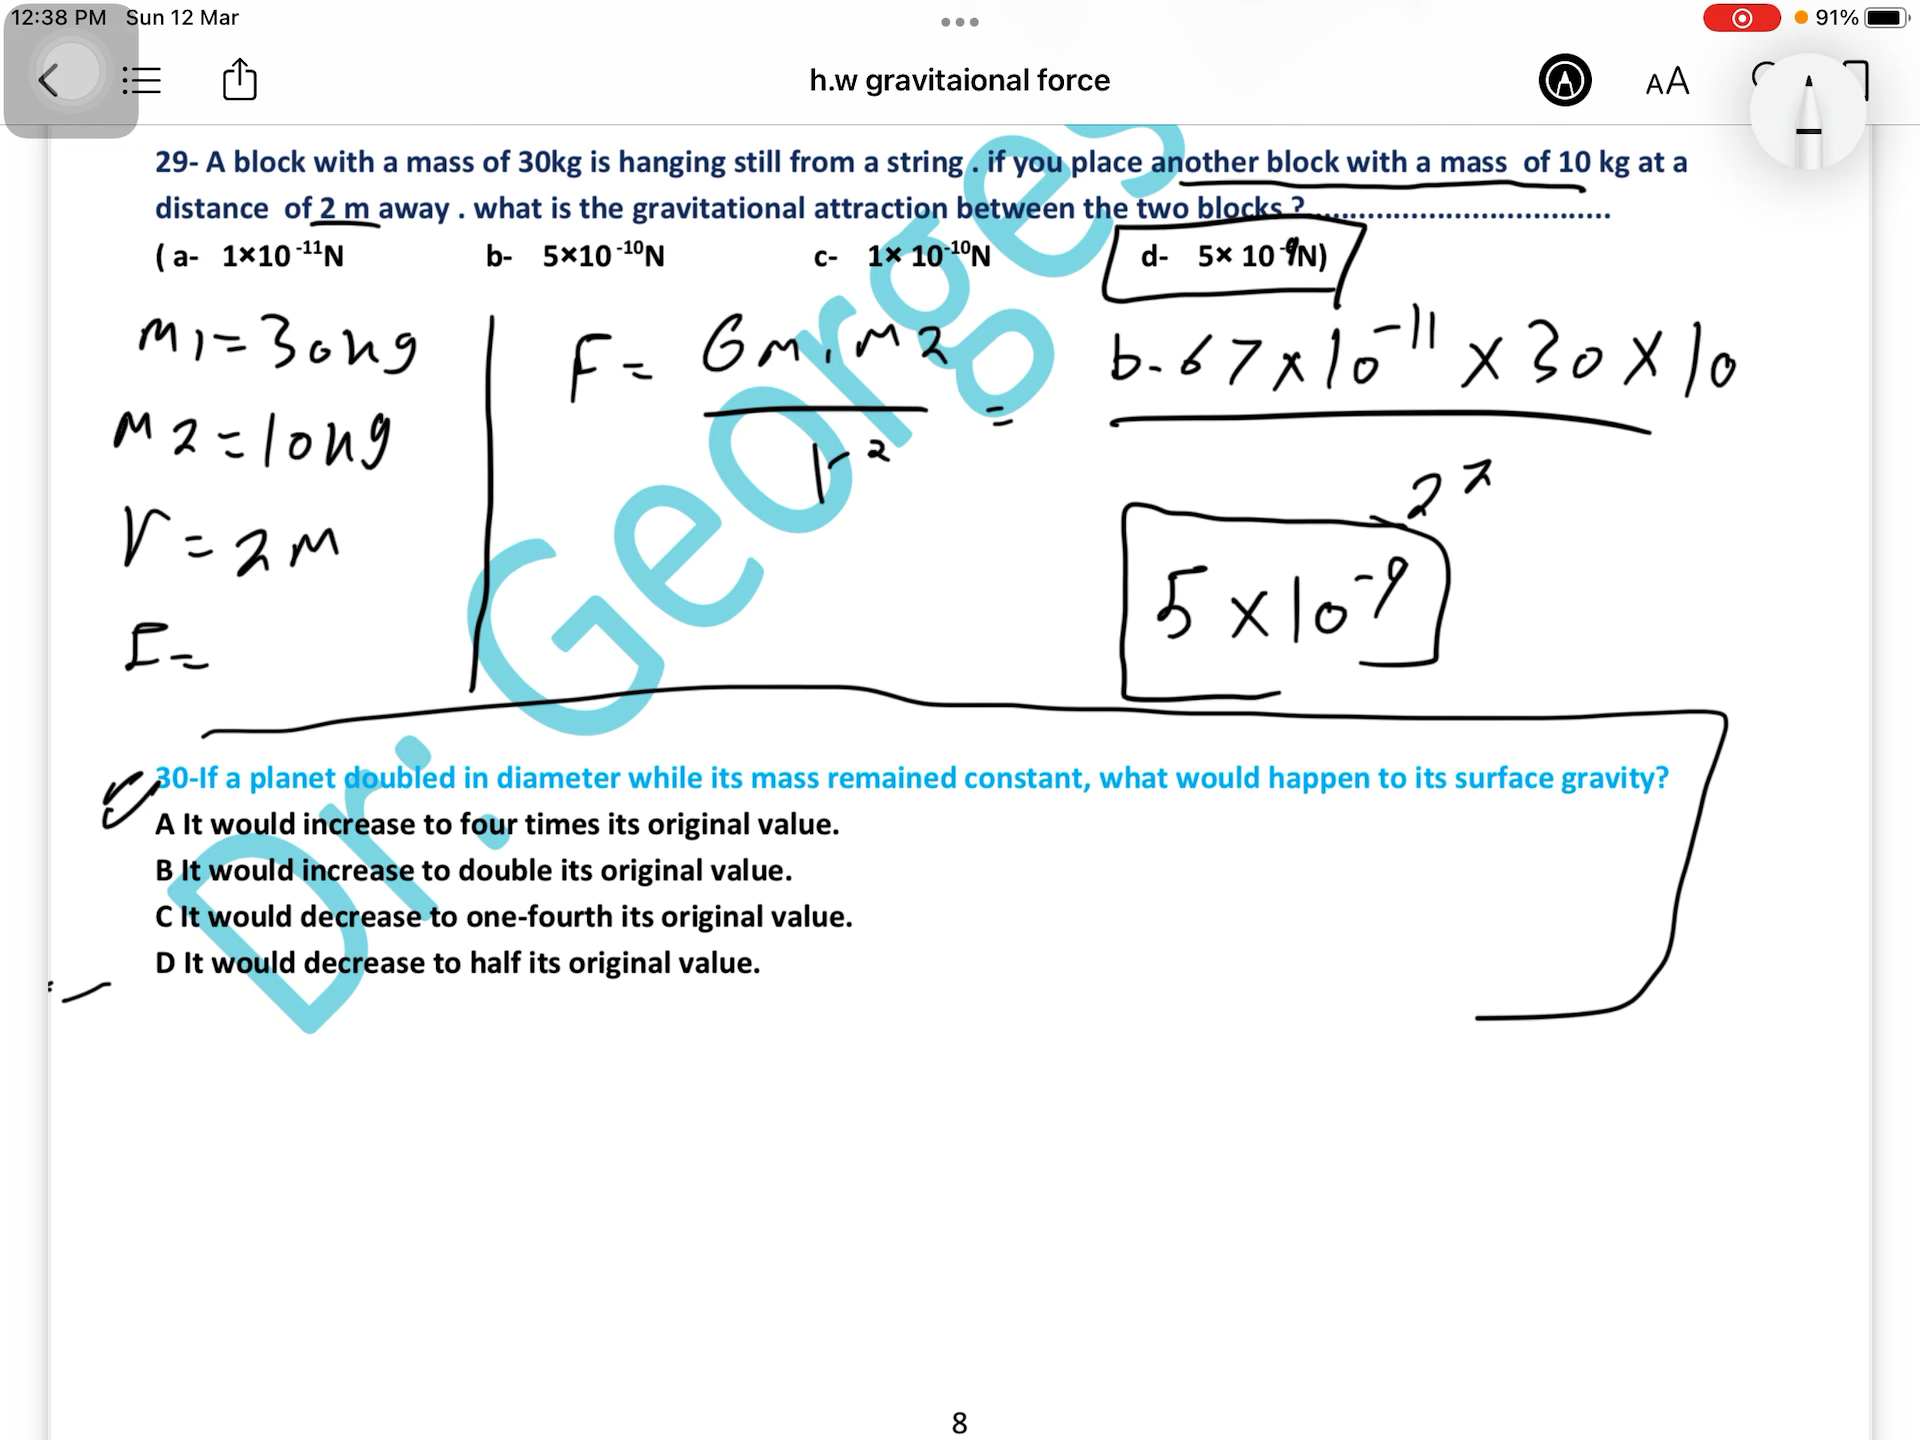 12:38 PM Sun 12 Mar
91%
h.w gravitaional force
AA
29- A block with a mass of 30kg is hanging still from a string . if you place another block with a mass of 10 kg at a
distance of 2 m away . what is the gravitational attraction between the two blocks ?..................................
( a- 1×10 -11N b- 5×10 -10N c- 1× 10-10N d- 5× 10 -9N)
M1=30kg
M2=10kg
r=2M
F=
F= GM1M2
r2
= 6.67×10-11×30×10
22
5×10-9
30-If a planet doubled in diameter while its mass remained constant, what would happen to its surface gravity?
A It would increase to four times its original value.
B It would increase to double its original value.
C It would decrease to one-fourth its original value.
D It would decrease to half its original value.
Dr. Georges
8